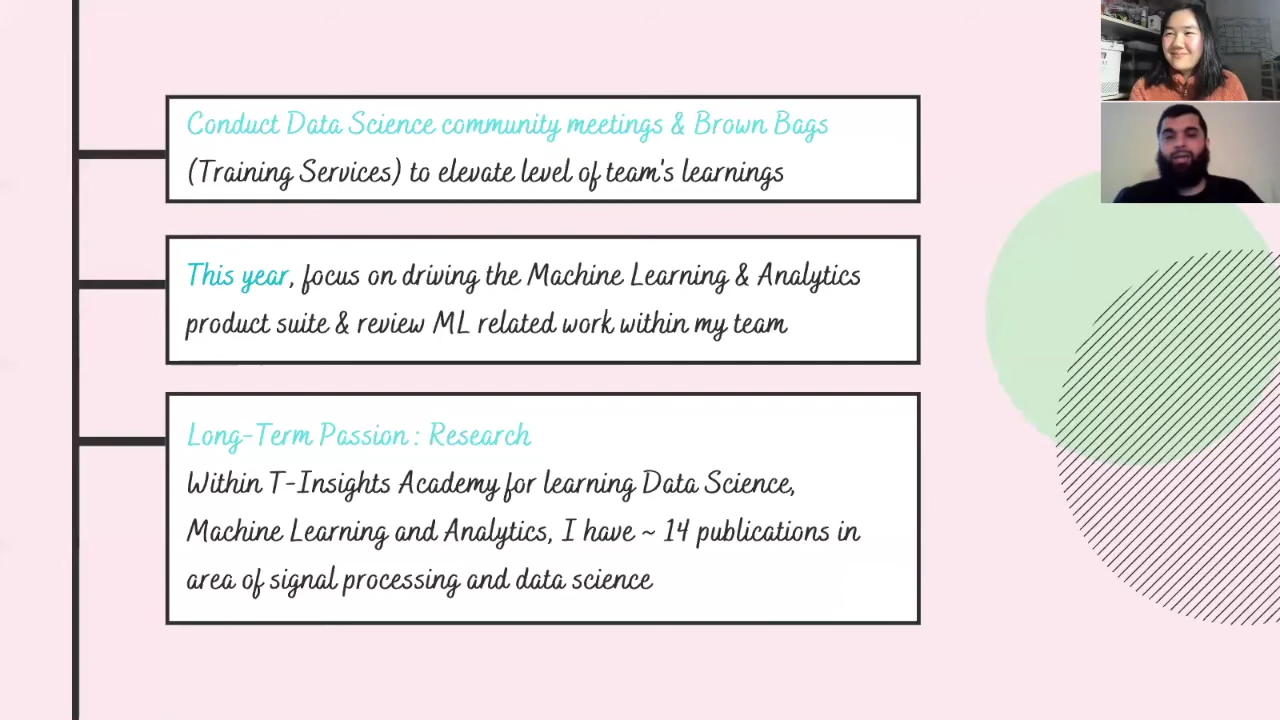 Conduct Data Science community meetings & Brown Bags
(Training Services) to elevate level of team's learnings
This year, focus on driving the Machine Learning & Analytics
product suite & review ML related work within my team
Long-Term Passion : Research
Within T-Insights Academy for learning Data Science,
Machine Learning and Analytics, I have ~ 14 publications in
area of signal processing and data science